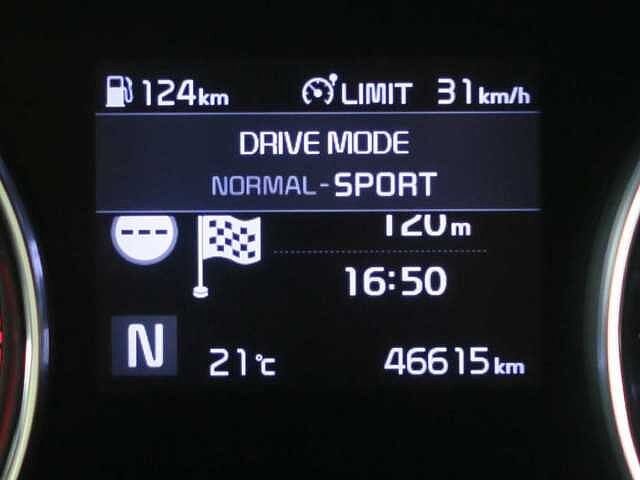 124km LIMIT 31km/h
DRIVE MODE
NORMAL-SPORT
--- 120m
16:50
N 21°C 46615km